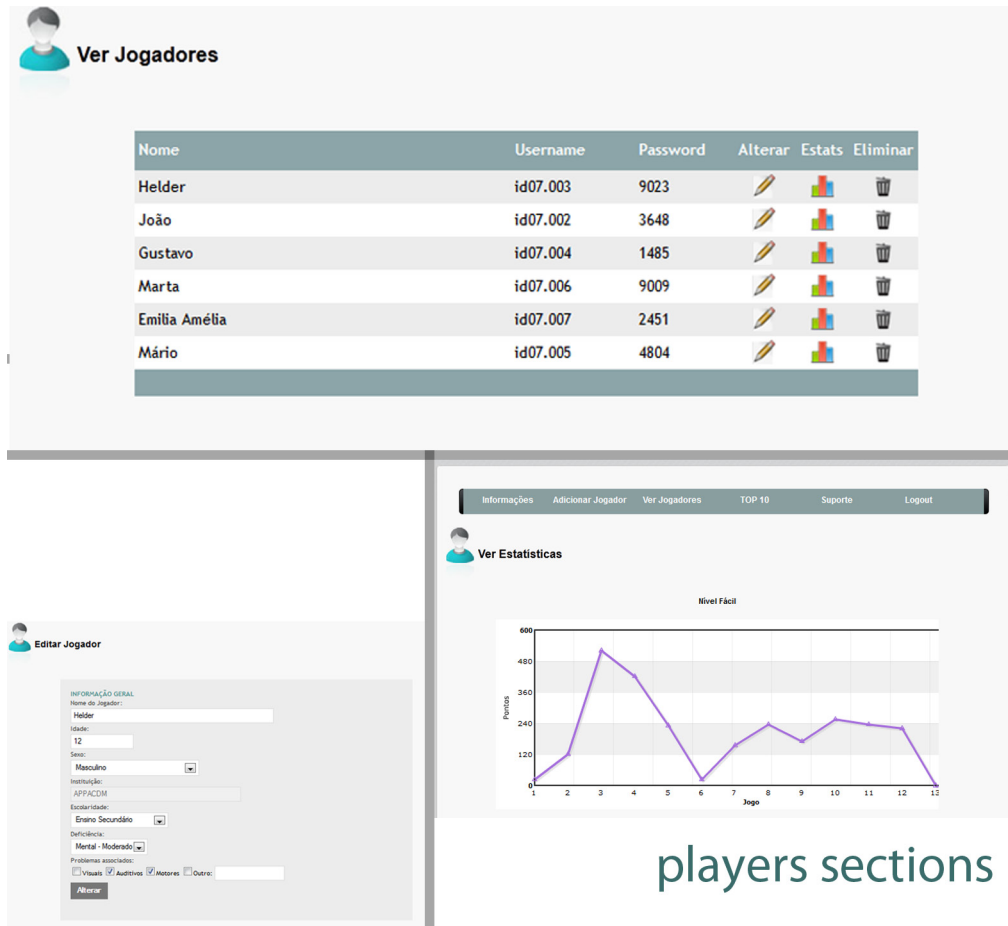 Ver Jogadores
Nome Username Password Alterar Estats Eliminar
Helder id07.003 9023
João id07.002 3648
Gustavo id07.004 1485
Marta id07.006 9009
Emilia Amélia id07.007 2451
Mário id07.005 4804
Editar Jogador
INFORMAÇÃO GERAL
Nome do Jogador:
Helder
Idade:
12
Sexo:
Masculino
Instituição:
APPACDM
Escolaridade:
Ensino Secundário
Deficiência:
Mental - Moderado
Problemas associados:
Visuais Auditivos Motores Outro:
Alterar
Informações Adicionar Jogador Ver Jogadores TOP 10 Suporte Logout
Ver Estatísticas
Nível Fácil
600
480
360
240
120
0
Pontos
1 2 3 4 5 6 7 8 9 10 11 12 13
Jogo
players sections